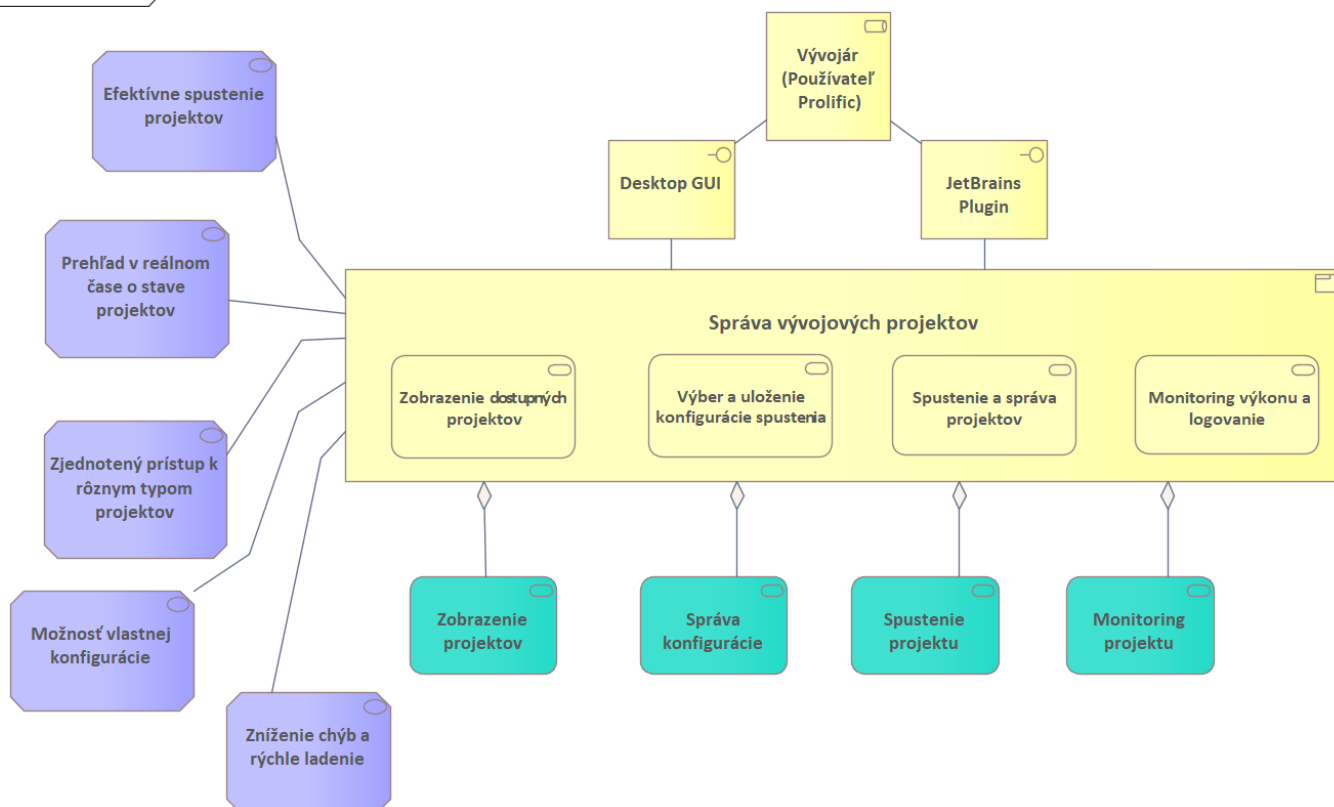 Vývojár
(Používateľ
Prolific)
Efektívne spustenie
projektov
Desktop GUI
JetBrains
Plugin
Prehľad v reálnom
čase o stave
projektov
Správa vývojových projektov
Zobrazenie dostupných
projektov
Výber a uloženie
konfigurácie spustenia
Spustenie a správa
projektov
Monitoring výkonu a
logovanie
Zjednotený prístup k
rôznym typom
projektov
Zobrazenie
projektov
Správa
konfigurácie
Spustenie
projektu
Monitoring
projektu
Možnosť vlastnej
konfigurácie
Zníženie chýb a
rýchle ladenie